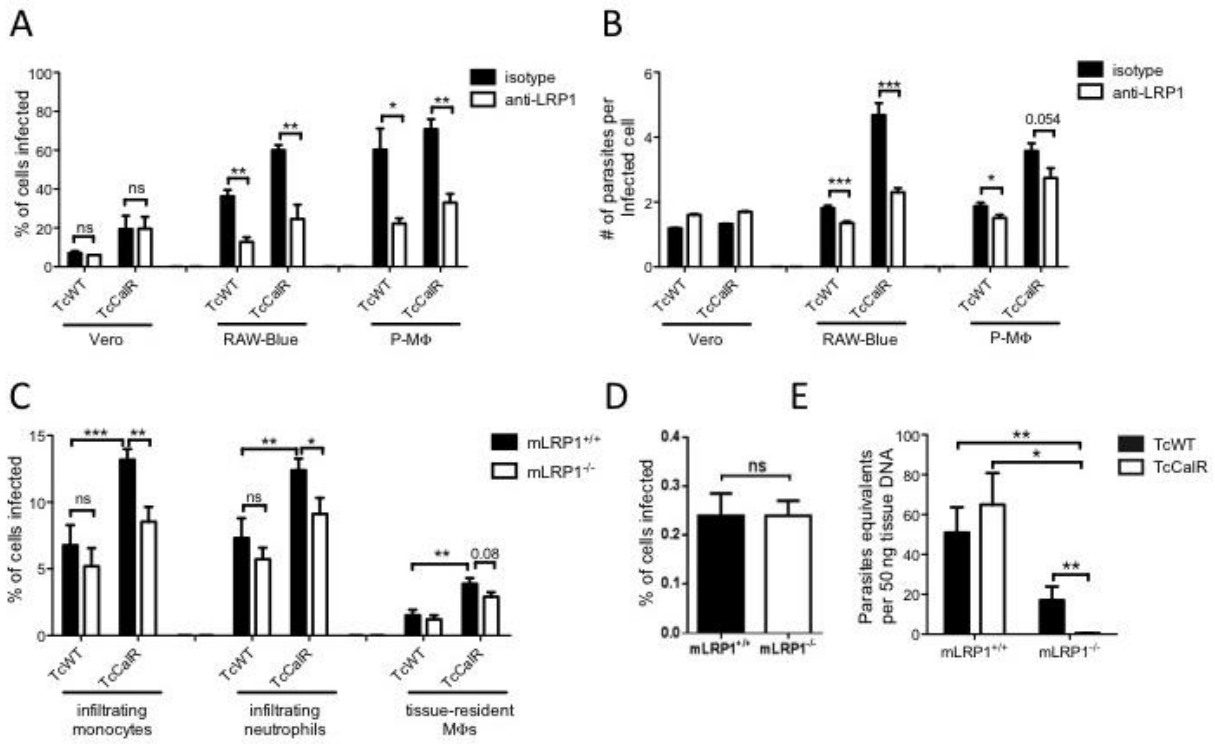 A
% of cells infected
100
80
60
40
20
0
isotype
anti-LRP1
ns
ns
**
**
*
**
TcWT
TcCalR
TcWT
TcCalR
TcWT
TcCalR
Vero
RAW-Blue
P-MΦ
B
# of parasites per
Infected cell
6
4
2
0
isotype
anti-LRP1
***
***
*
0.054
TcWT
TcCalR
TcWT
TcCalR
TcWT
TcCalR
Vero
RAW-Blue
P-MΦ
C
% of cells infected
15
10
5
0
mLRP1+/+
mLRP1-/-
***
**
ns
**
*
ns
**
0.08
TcWT
TcCalR
TcWT
TcCalR
TcWT
TcCalR
infiltrating
monocytes
infiltrating
neutrophils
tissue-resident
MΦs
D
% of cells infected
0.4
0.3
0.2
0.1
0.0
ns
mLRP1+/+
mLRP1-/-
E
Parasites equivalents
per 50 ng tissue DNA
100
80
60
40
20
0
TcWT
TcCalR
**
*
**
mLRP1+/+
mLRP1-/-